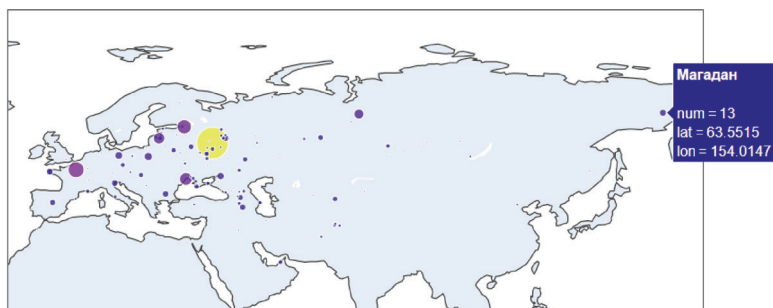 Магадан
num = 13
lat = 63.5515
lon = 154.0147